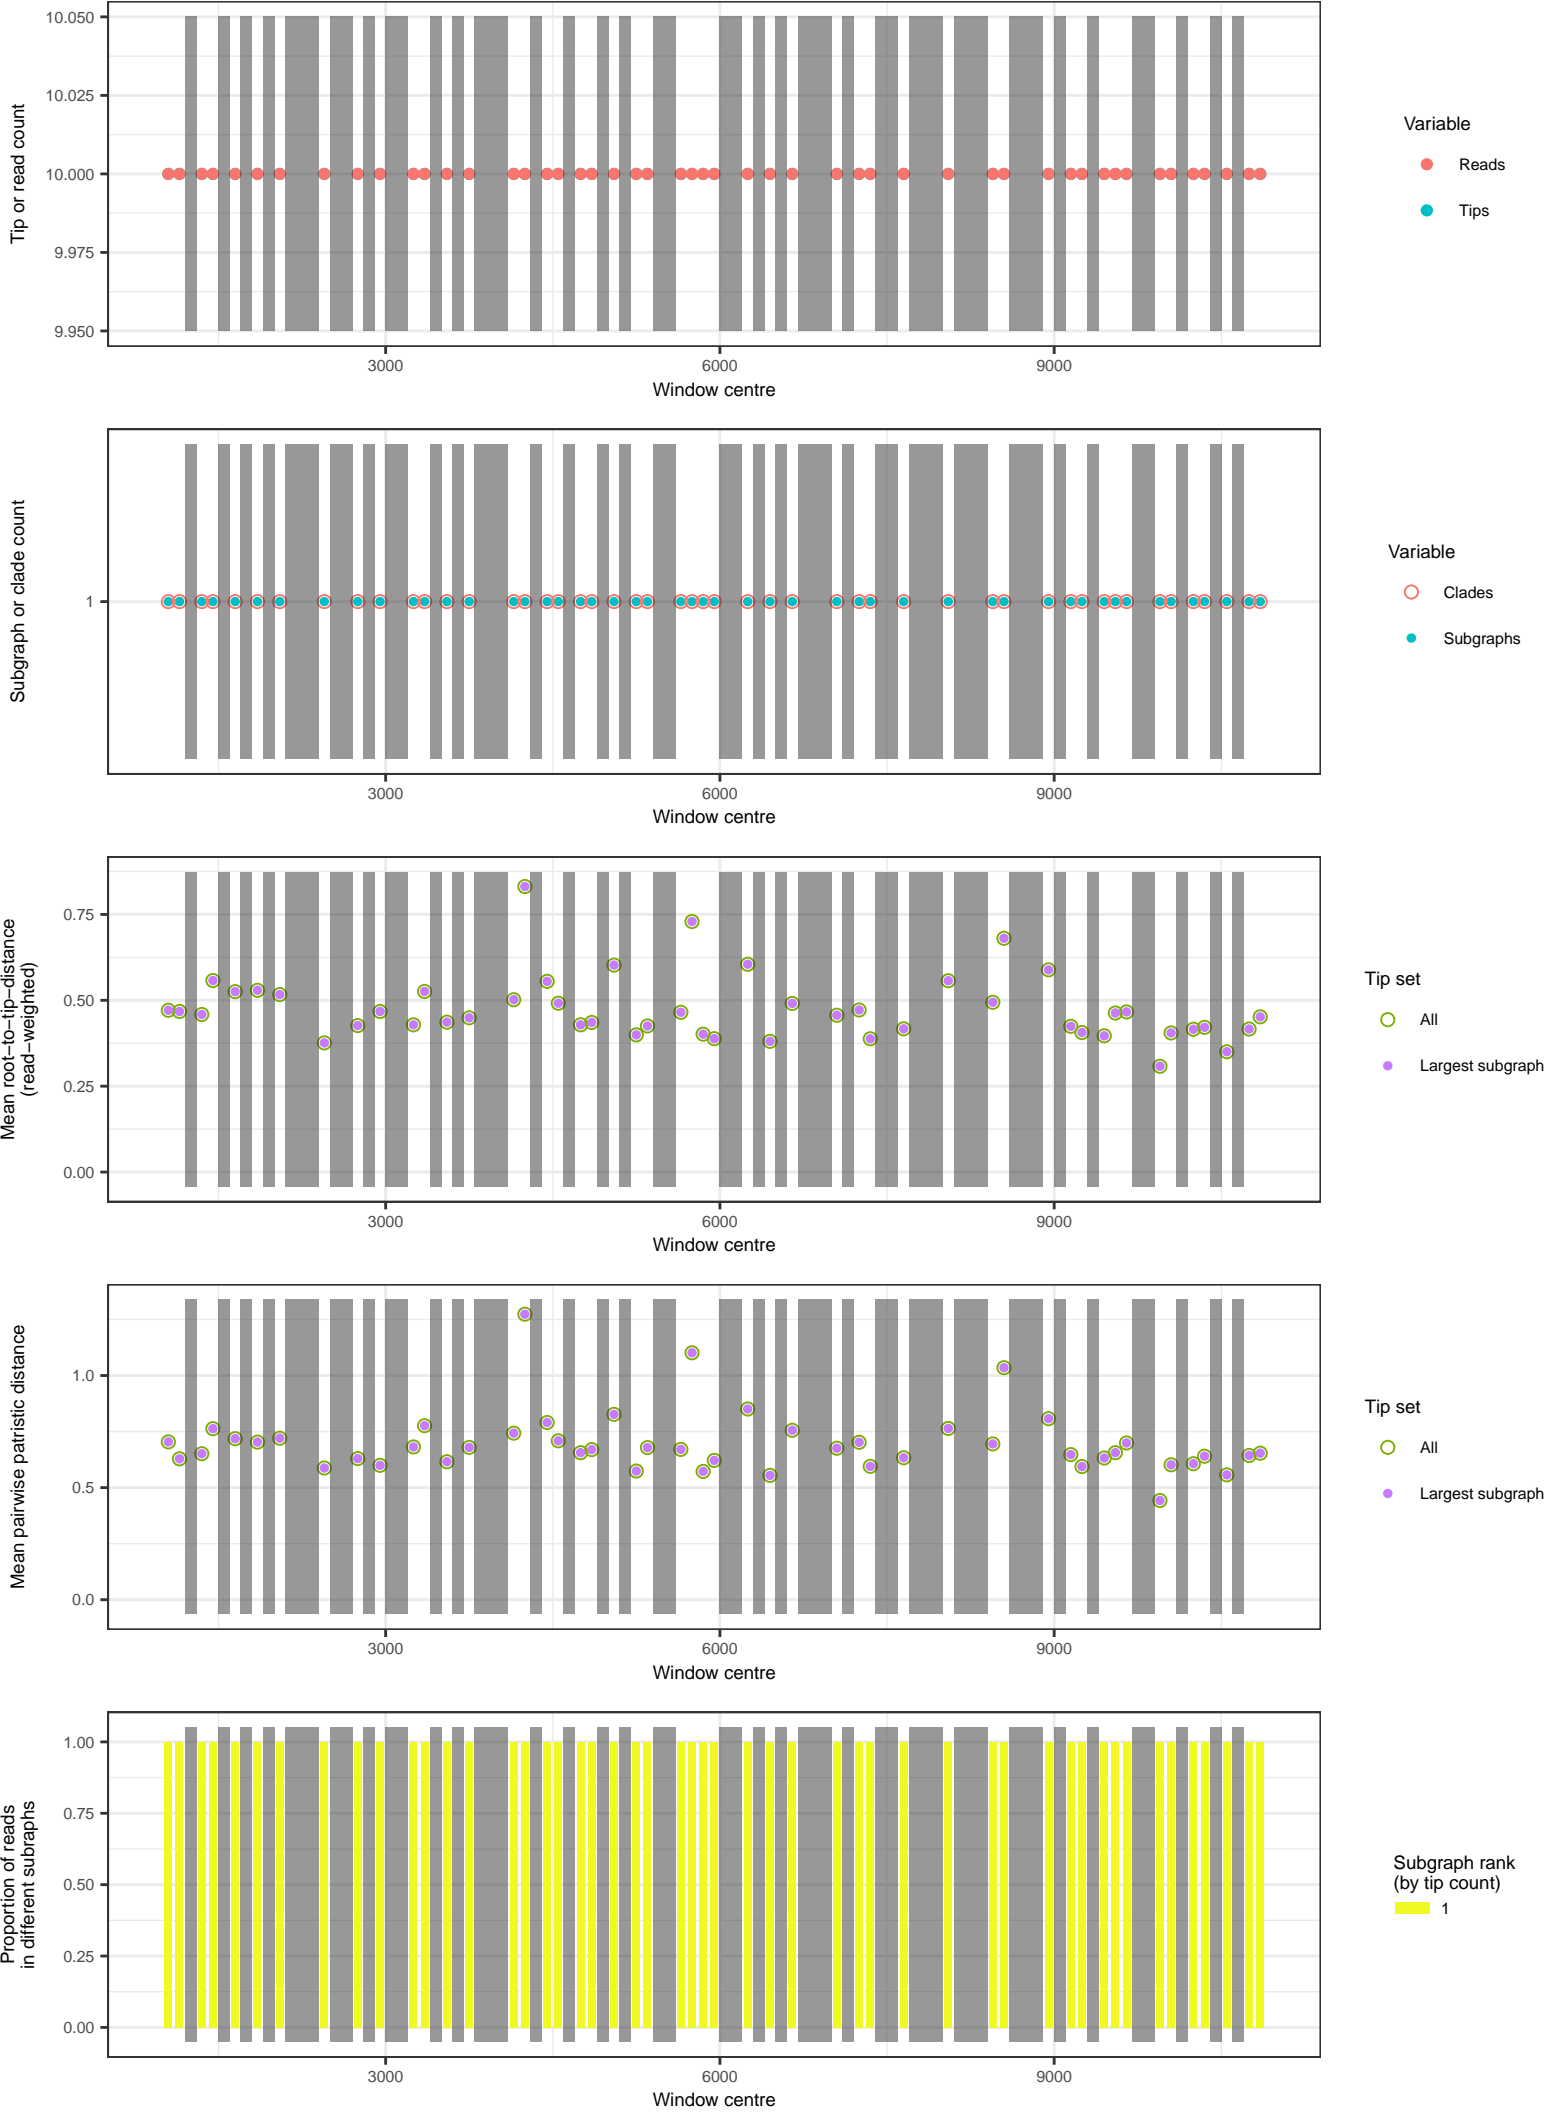 10.050
10.025
10.000
9.975
9.950
Tip or read count
3000
6000
9000
Window centre
Variable
Reads
Tips
1
Subgraph or clade count
3000
6000
9000
Window centre
Variable
Clades
Subgraphs
0.75
0.50
0.25
0.00
Mean root−to−tip−distance
(read−weighted)
3000
6000
9000
Window centre
Tip set
All
Largest subgraph
1.0
0.5
0.0
Mean pairwise patristic distance
3000
6000
9000
Window centre
Tip set
All
Largest subgraph
1.00
0.75
0.50
0.25
0.00
Proportion of reads
in different subraphs
3000
6000
9000
Window centre
Subgraph rank
(by tip count)
1